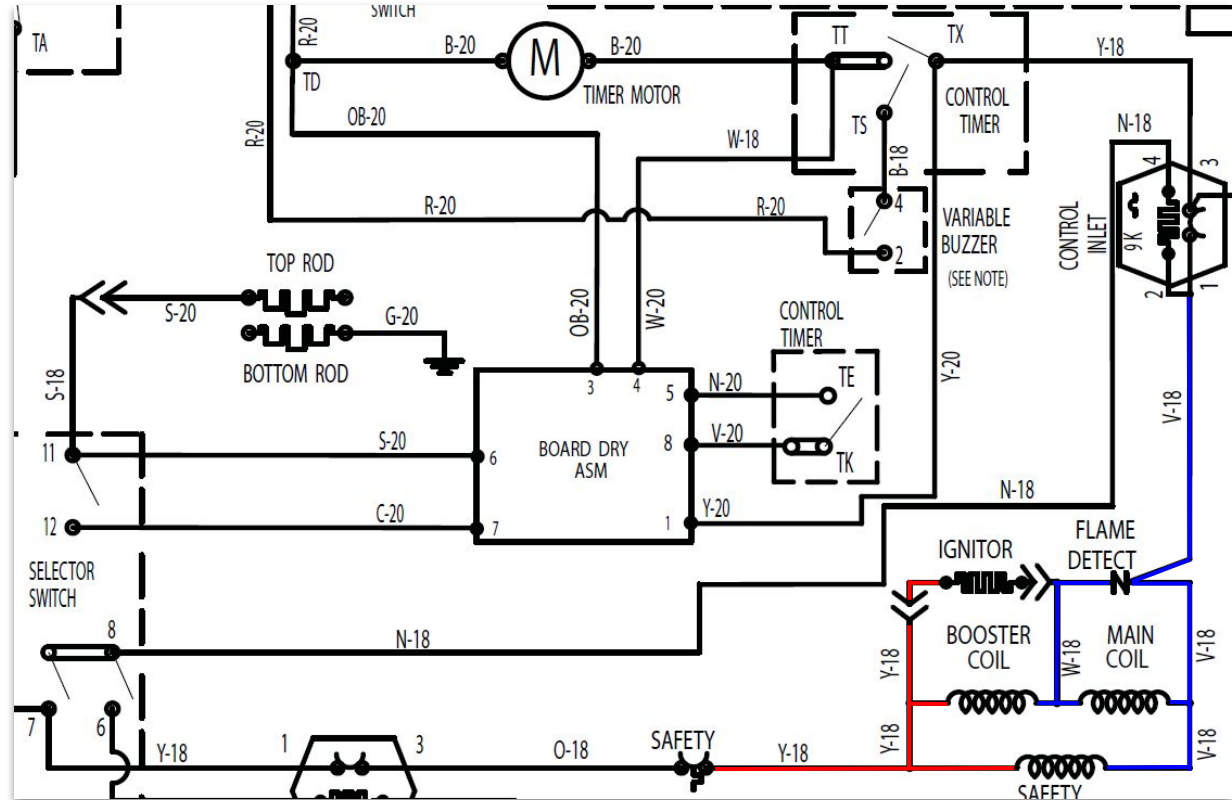 SWITCH
TA
R-20
TD
B-20
M
B-20
TIMER MOTOR
TT
TX
Y-18
CONTROL
TIMER
TS
B-18
OB-20
R-20
W-18
N-18
4
3
CONTROL
INLET
9 K
2
1
R-20
R-20
4
2
VARIABLE
BUZZER
(SEE NOTE)
TOP ROD
S-20
G-20
BOTTOM ROD
S-18
OB-20
W-20
CONTROL
TIMER
Y-20
V-18
3
4
5
N-20
TE
8
V-20
TK
BOARD DRY
ASM
11
S-20
6
12
C-20
7
1
Y-20
N-18
SELECTOR
SWITCH
IGNITOR
FLAME
DETECT
8
N-18
BOOSTER
COIL
MAIN
COIL
Y-18
W-18
V-18
7
6
Y-18
1
3
O-18
SAFETY
Y-18
Y-18
V-18
SAFETY